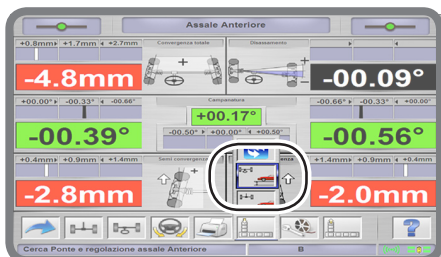 Assale Anteriore
+0.8mm +1.7mm +2.7mm
Convergenza totale
Disassamento
-4.8mm
-00.09°
+00.00° -00.33° -00.66°
Campanatura
-00.66° -00.33° +00.00°
-00.39°
+00.17°
-00.56°
-00.50° +00.00° +00.50°
+0.4mm +0.9mm +1.4mm
Semi convergenza
enza
+1.4mm +0.9mm +0.4mm
-2.8mm
-2.0mm
?
Cerca Ponte e regolazione assale Anteriore
B